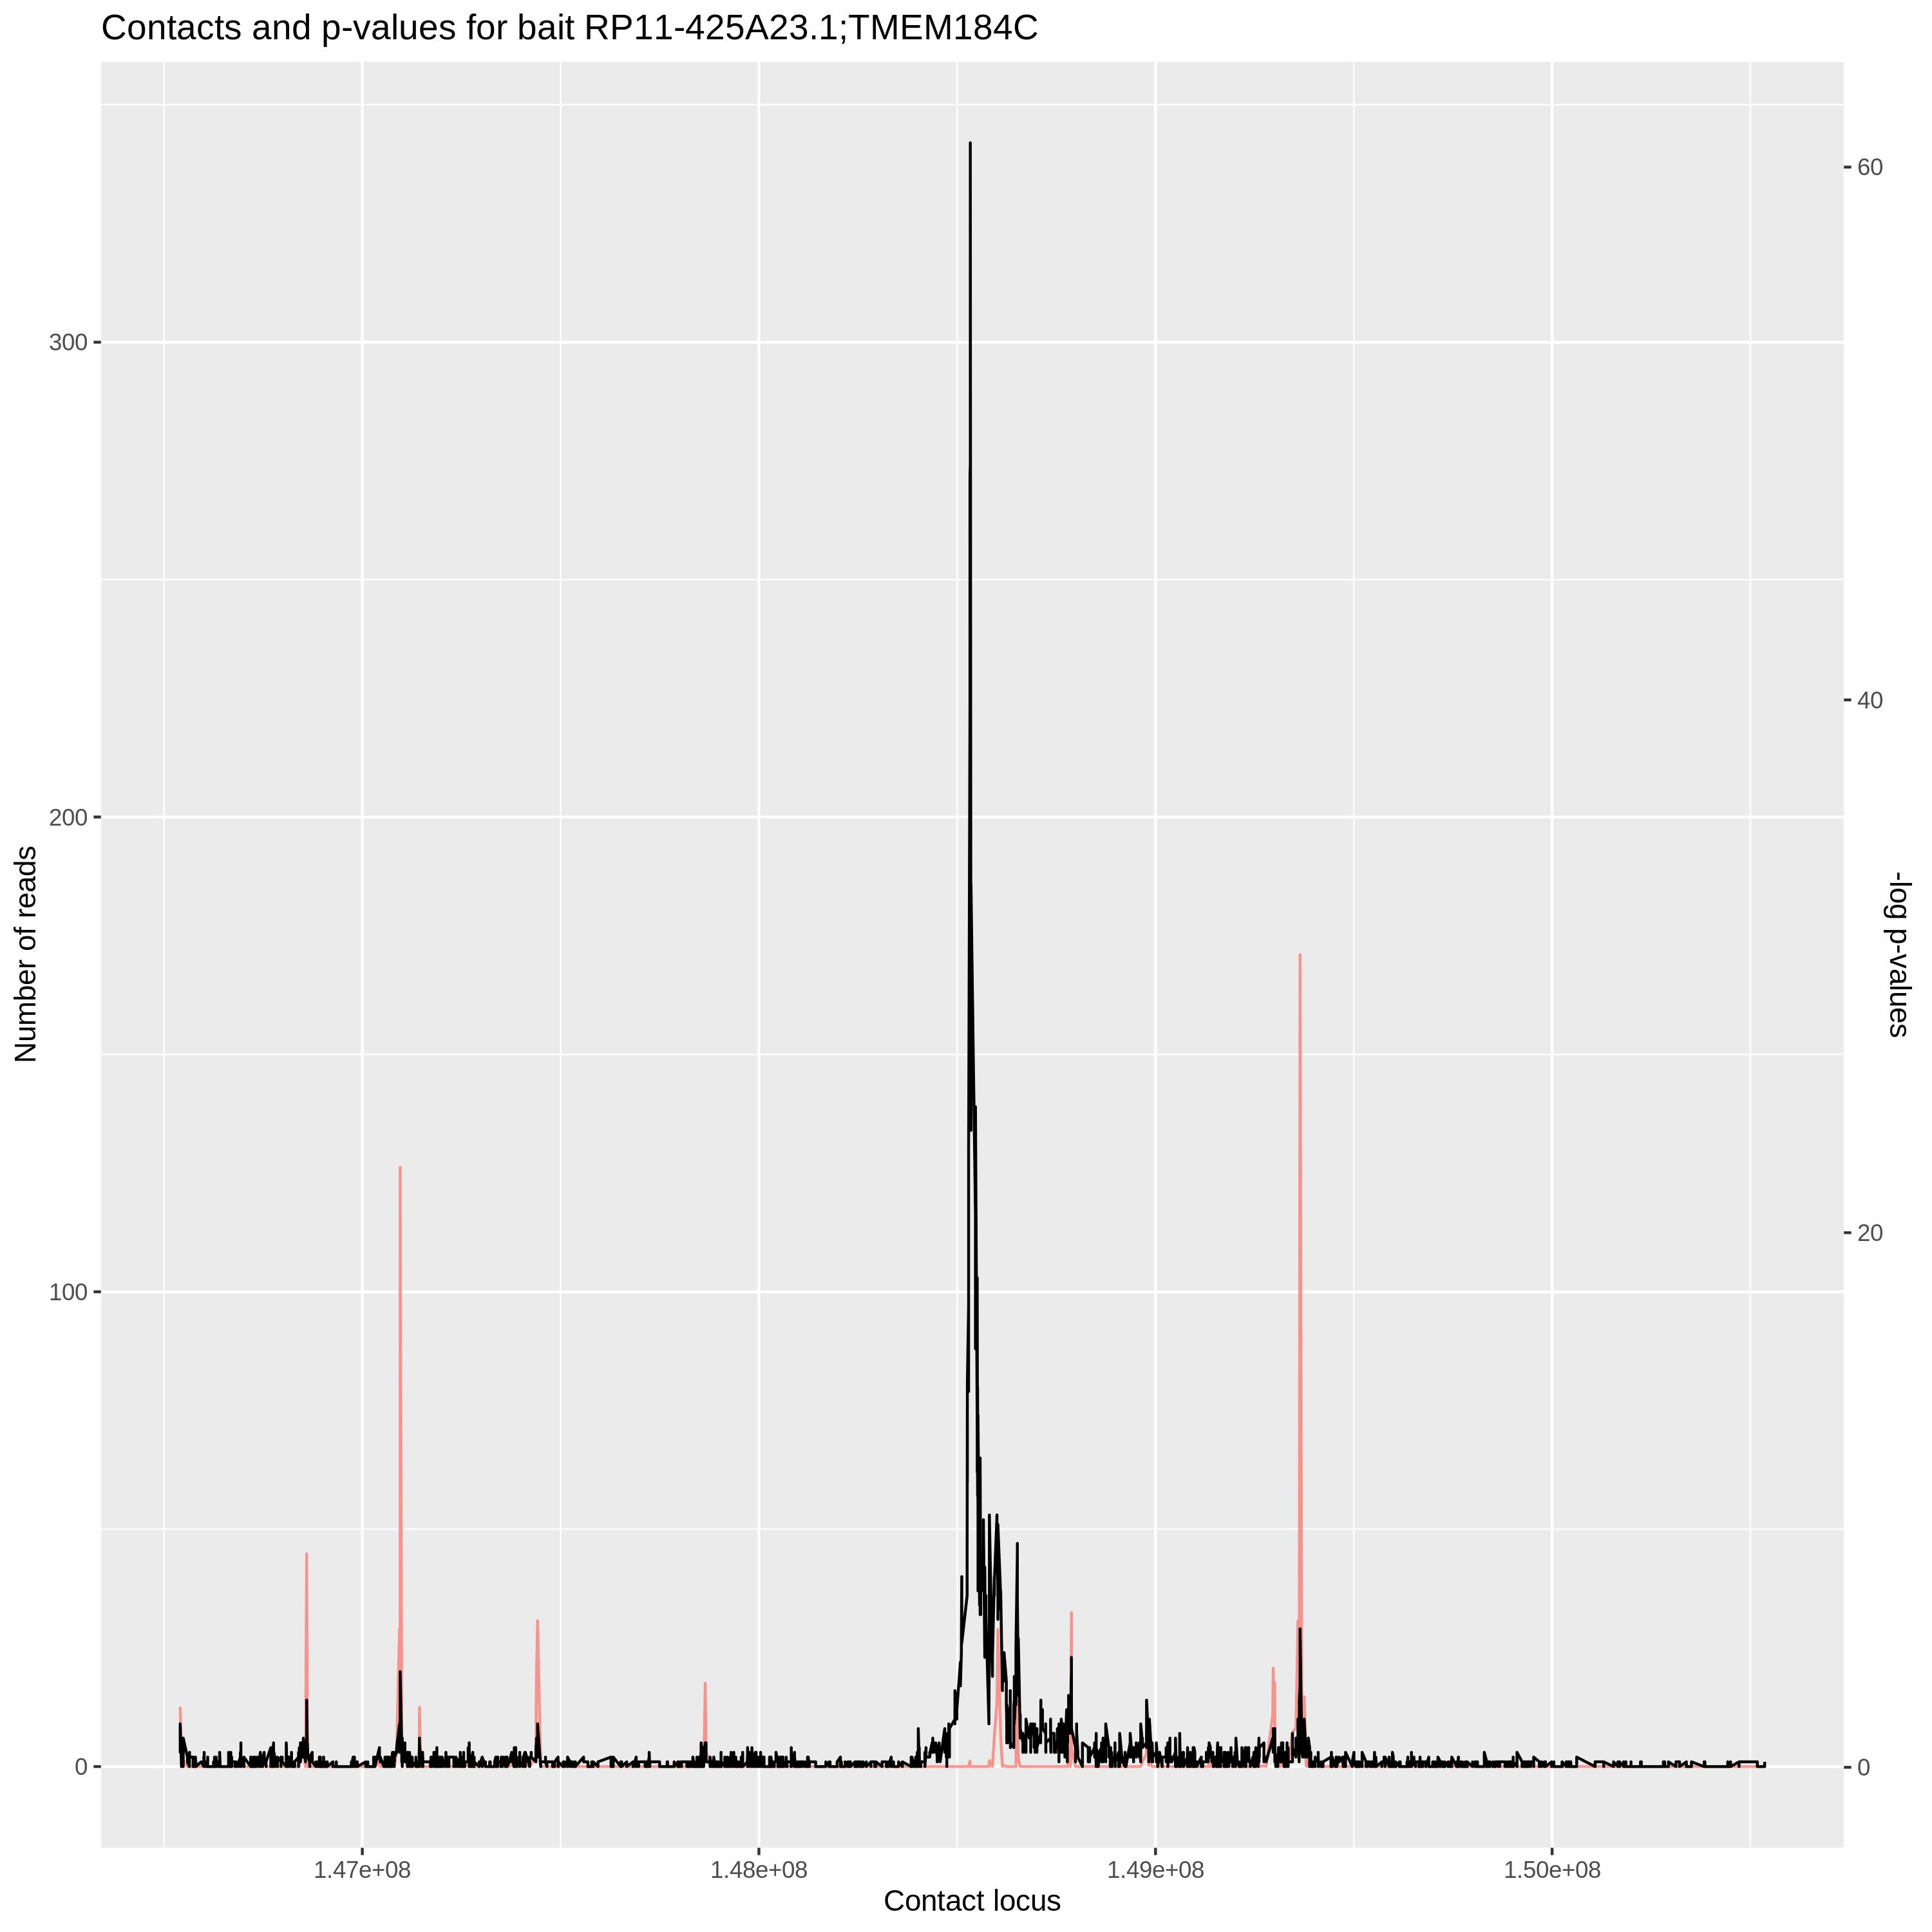 Contacts and p-values for bait RP11-425A23.1;TMEM184C
300
200
100
0
60
40
20
0
Number of reads
-log p-values
1.47e+08
1.48e+08
1.49e+08
1.50e+08
Contact locus